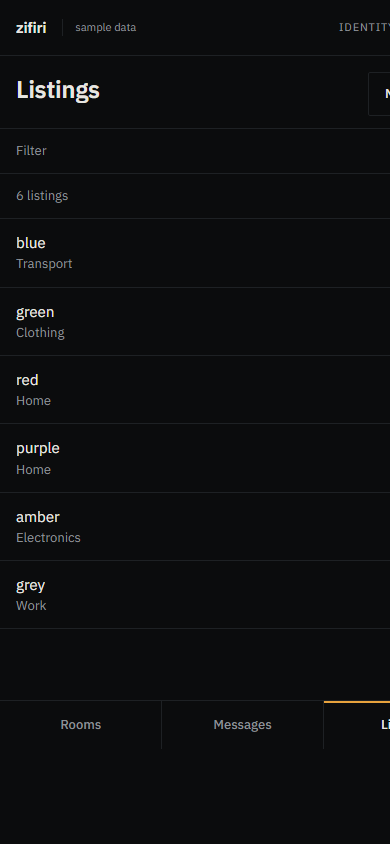 zifiri
sample data
IDENTITY
Listings
Filter
6 listings
blue
Transport
green
Clothing
red
Home
purple
Home
amber
Electronics
grey
Work
Rooms
Messages